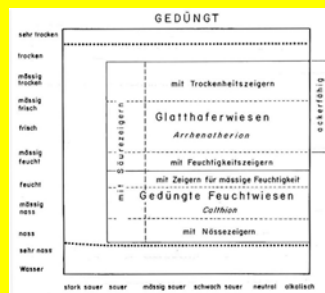 GEDÜNGT
sehr trocken
trocken
mässig
trocken
mässig
frisch
frisch
mässig
feucht
feucht
mässig
nass
nass
sehr nass
Wasser
mit Säurezeigern
mit Trockenheitszeigern
Glatthaferwiesen
Arrhenatherion
mit Feuchtigkeitszeigern
mit Zeigern für mässige Feuchtigkeit
Gedüngte Feuchtwiesen
Calthion
mit Nässezeigern
ackerfähig
stark sauer sauer mässig sauer schwach sauer neutral alkalisch